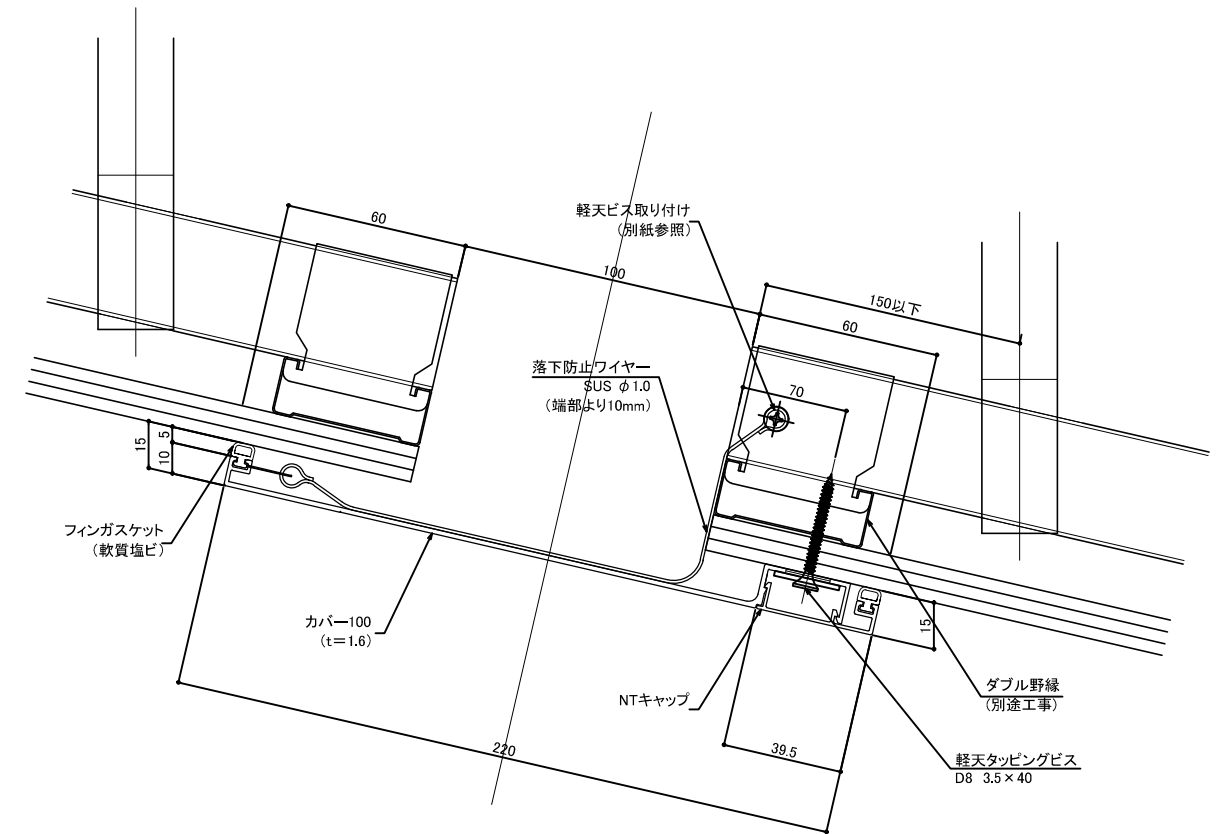 軽天ビス取り付け
(別紙参照)
60
100
150以下
60
落下防止ワイヤー
SUS φ1.0
(端部より10mm)
70
15
5
10
フィンガスケット
(軟質塩ビ)
カバー100
(t=1.6)
15
NTキャップ
ダブル野縁
(別途工事)
39.5
220
軽天タッピングビス
D8 3.5×40